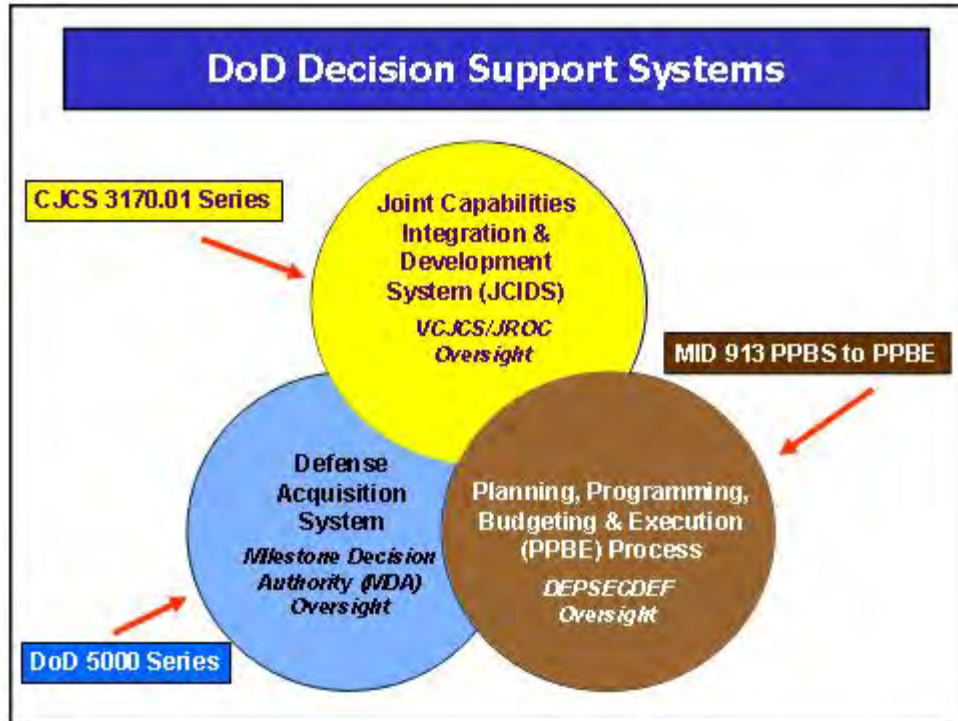 DoD Decision Support Systems
CJCS 3170.01 Series
Joint Capabilities
Integration &
Development
System (JCIDS)
VCJCS/JROC
Oversight
MID 913 PPBS to PPBE
Defense
Acquisition
System
Milestone Decision
Authority (MDA)
Oversight
Planning, Programming,
Budgeting & Execution
(PPBE) Process
DEPSECDEF
Oversight
DoD 5000 Series